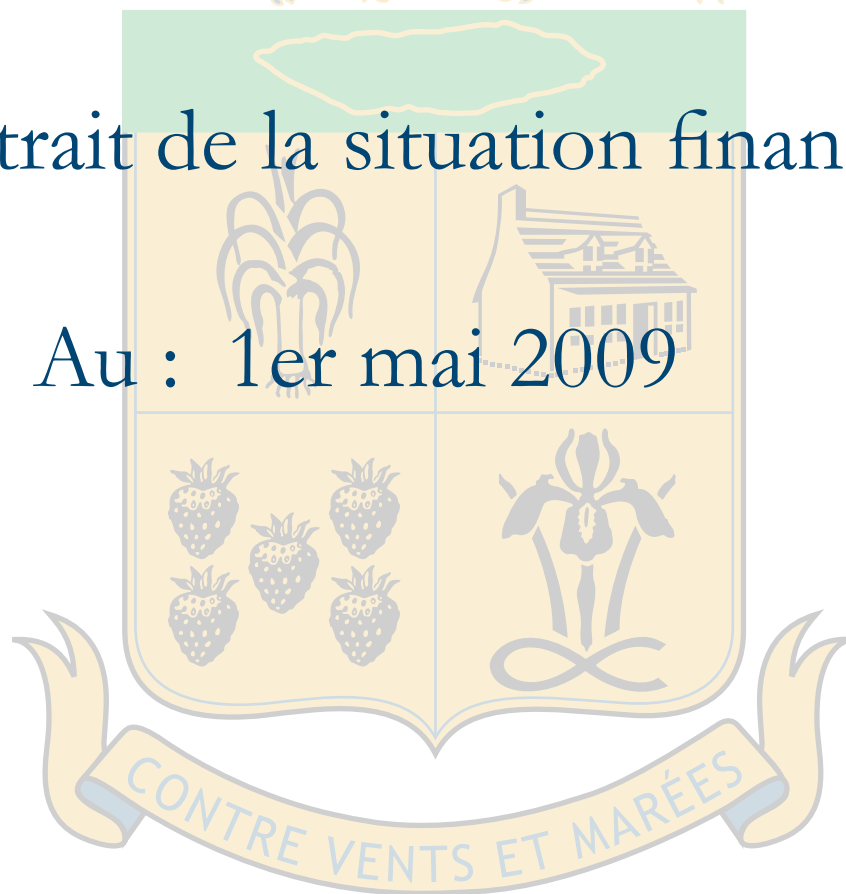 trait de la situation finan
Au : 1er mai 2009
CONTRE VENTS ET MARÉES